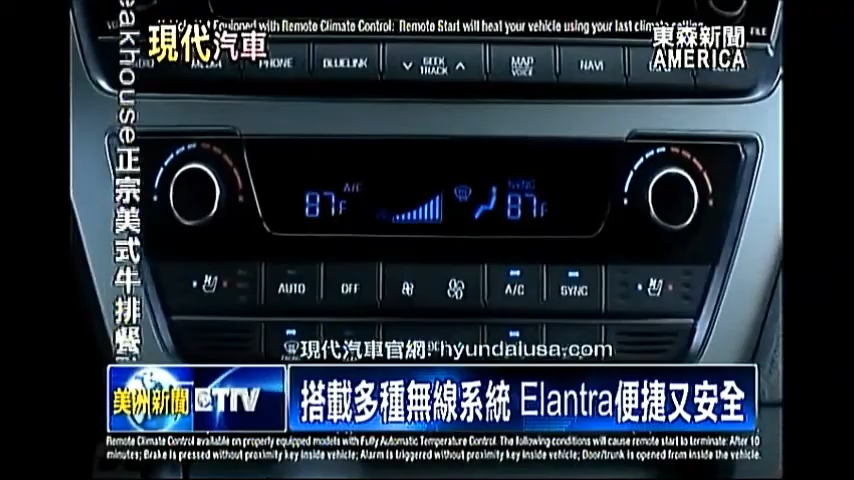 Equipped with Remote Climate Control: Remote Start will heat your vehicle using your last climate
現代汽車
東森新聞
AMERICA
eakhouse正宗美式牛排餐
MEDIA
PHONE
BLUELINK
SEEK
TRACK
MAP
VOICE
NAVI
FILE
87F
A/C
SYNC
87F
AUTO
OFF
A/C
SYNC
現代汽車官網: hyundaiusa.com
美洲新聞
ETTV
搭載多種無線系統 Elantra便捷又安全
Remote Climate Control available on properly equipped models with Fully Automatic Temperature Control. The following conditions will cause remote start to terminate: After 10
minutes; Brake is pressed without proximity key inside vehicle; Alarm is triggered without proximity key inside vehicle; Door/trunk is opened from inside the vehicle.